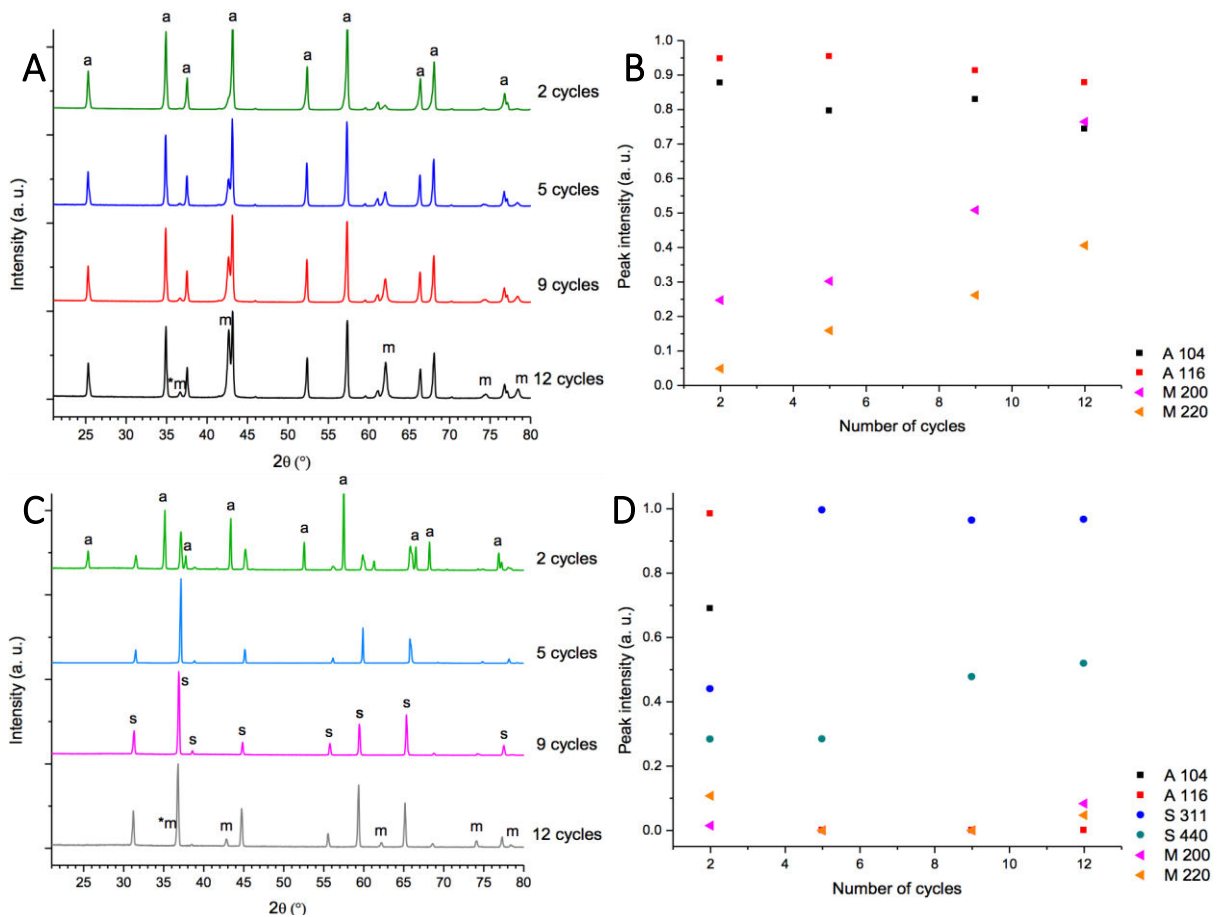 A
Intensity (a. u.)
a a a a a a a a a
2 cycles
5 cycles
9 cycles
m
*m m m m
12 cycles
25 30 35 40 45 50 55 60 65 70 75 80
2θ (°)
B
Peak intensity (a. u.)
1.0
0.9
0.8
0.7
0.6
0.5
0.4
0.3
0.2
0.1
0.0
2 4 6 8 10 12
Number of cycles
A 104
A 116
M 200
M 220
C
Intensity (a. u.)
a a a a a a a a a
2 cycles
5 cycles
s s s s s s s s
9 cycles
*m m m m m
12 cycles
25 30 35 40 45 50 55 60 65 70 75 80
2θ (°)
D
Peak intensity (a. u.)
1.0
0.8
0.6
0.4
0.2
0.0
2 4 6 8 10 12
Number of cycles
A 104
A 116
S 311
S 440
M 200
M 220